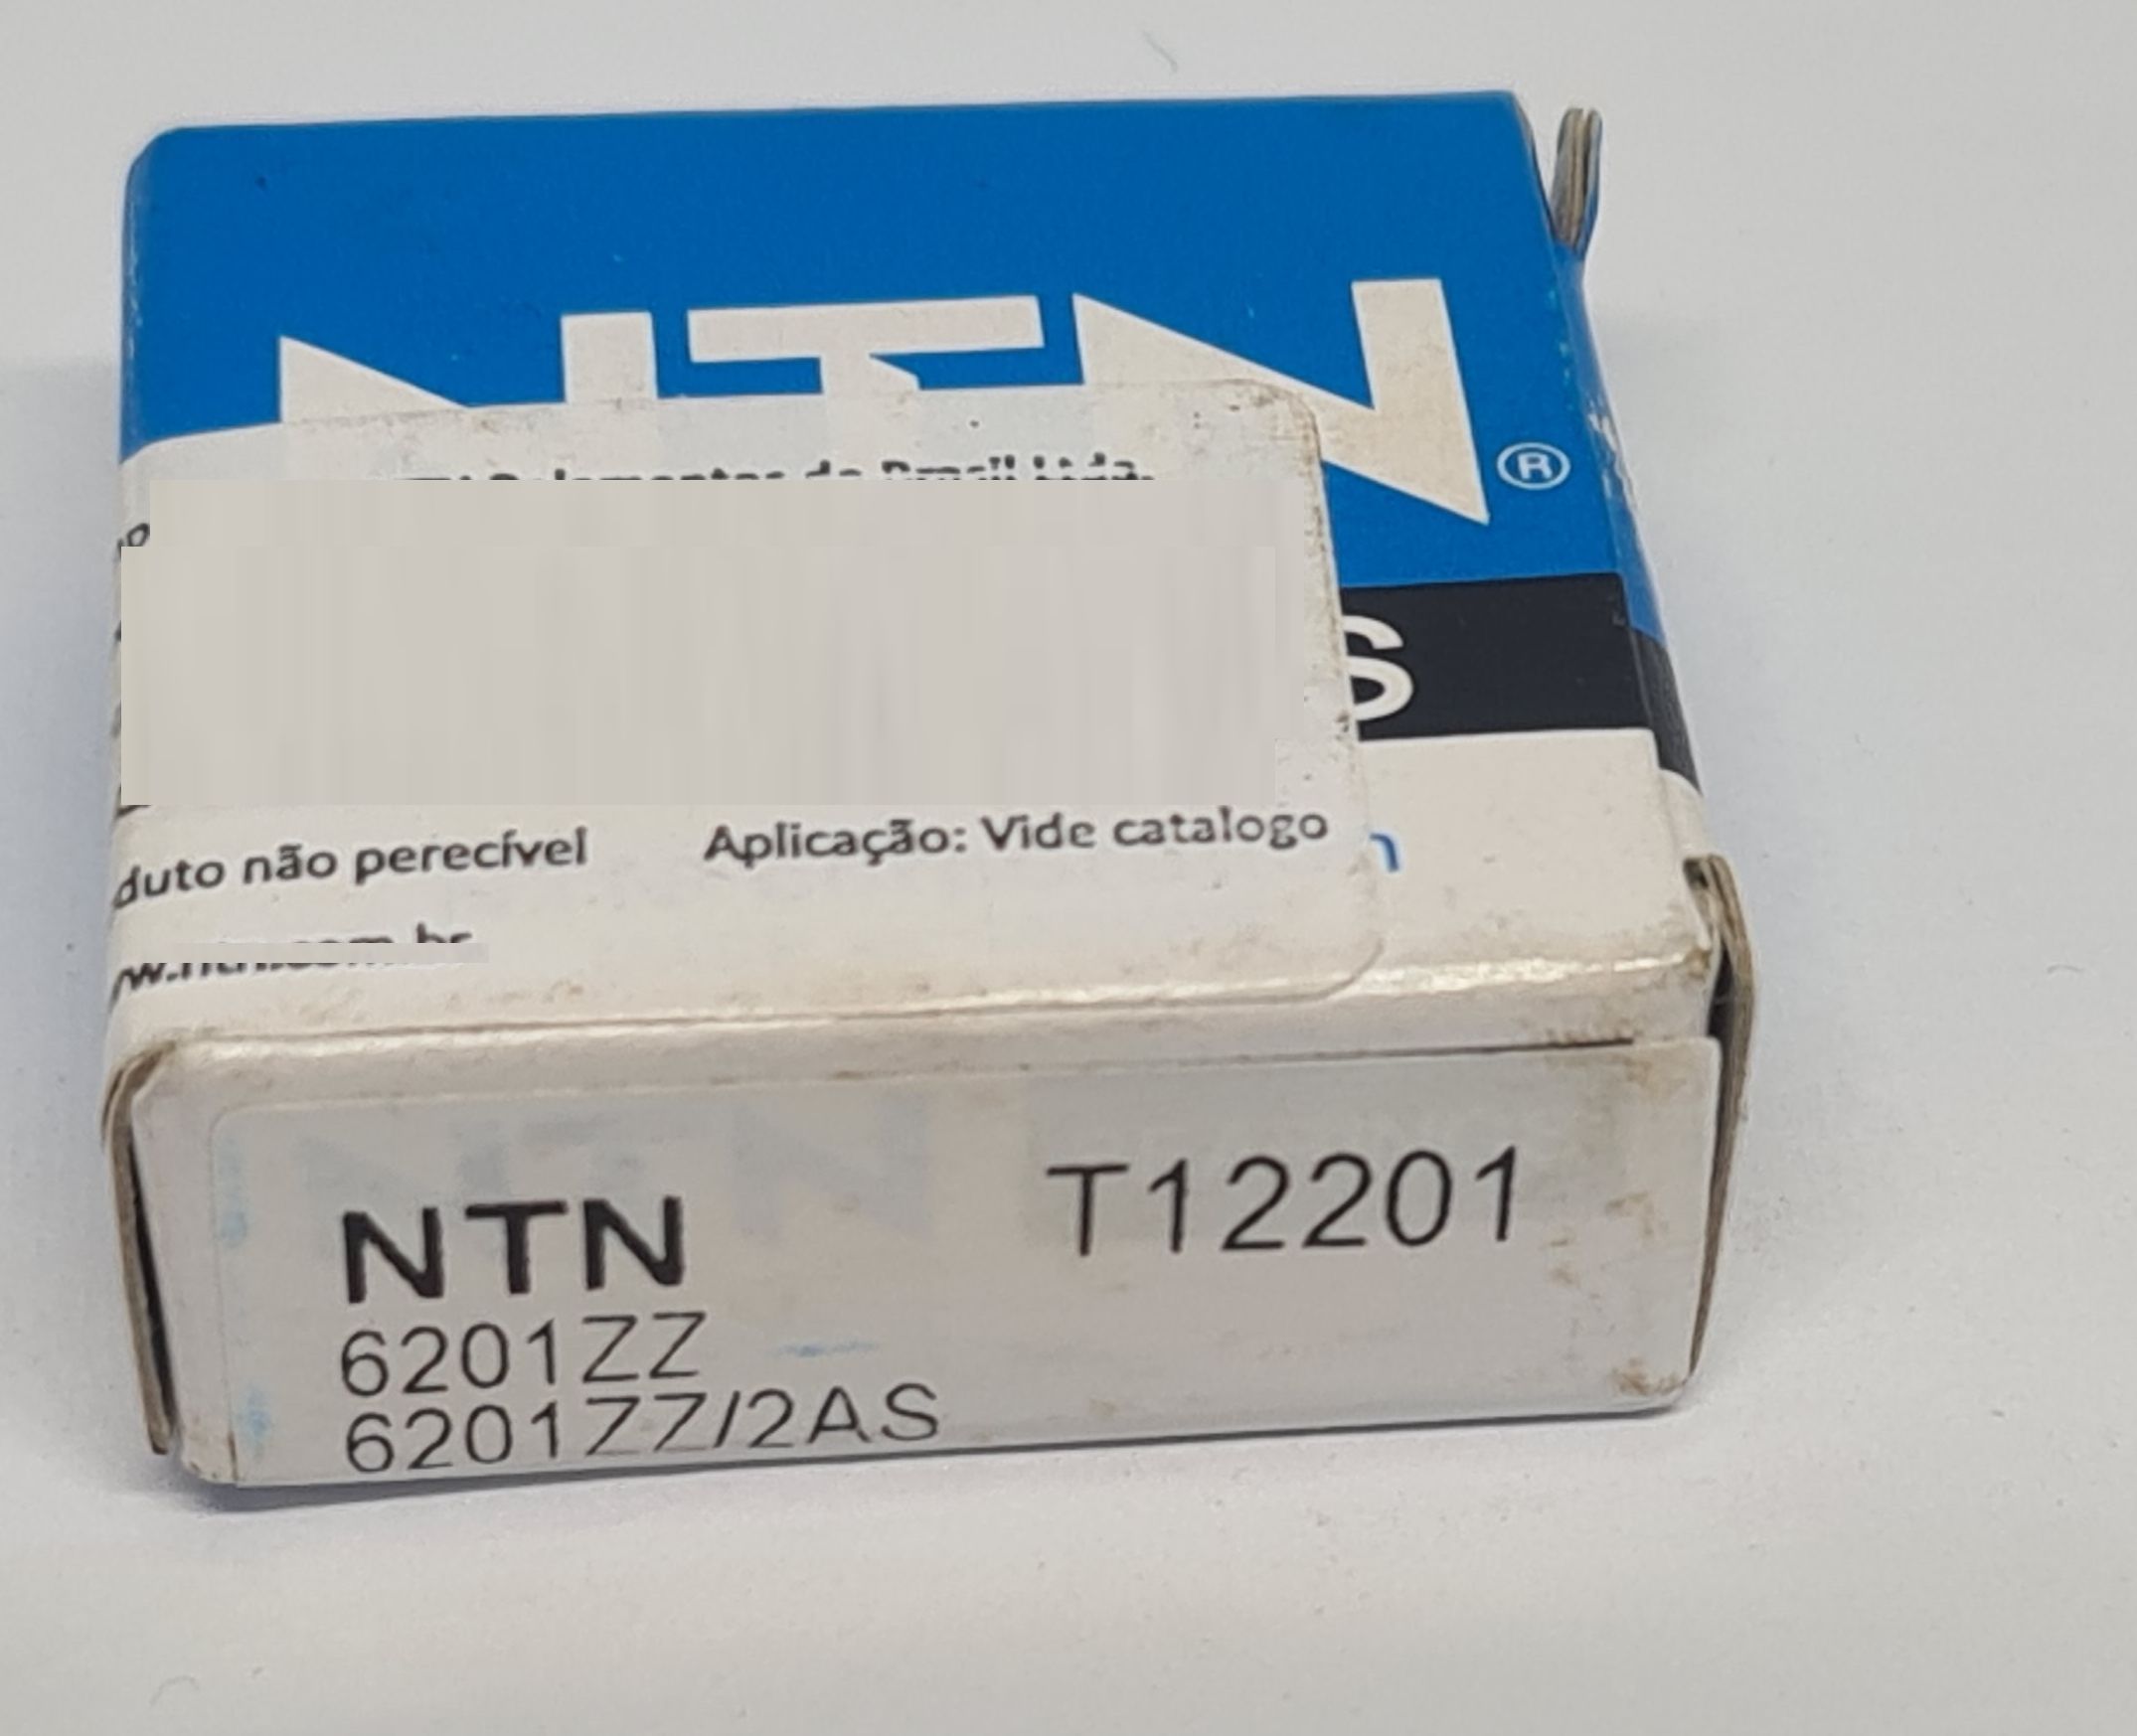 NTN ®
S
duto não perecível Aplicação: Vide catalogo
NTN T12201
6201ZZ
6201ZZ/2AS